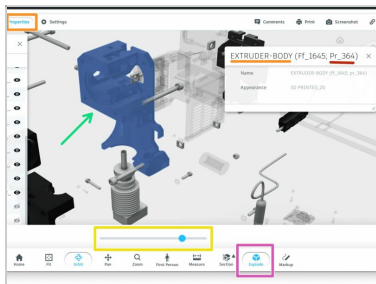 Properties
Settings
Comments
Print
Screenshot
EXTRUDER-BODY (Ff_1645; Pr_364)
Name EXTRUDER-BODY (Ff_1645; pr_364)
Appearance 3D PRINTED_20
Home
Fit
Orbit
Pan
Zoom
First Person
Measure
Section
Explode
Markup